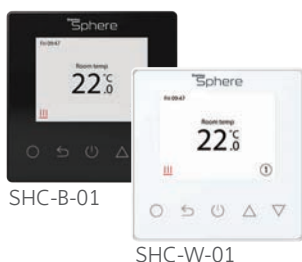 Sphere
Fri 09:47
Room temp
22.0°C
SHC-B-01
Sphere
Fri 09:47
Room temp
22.0°C
1
SHC-W-01